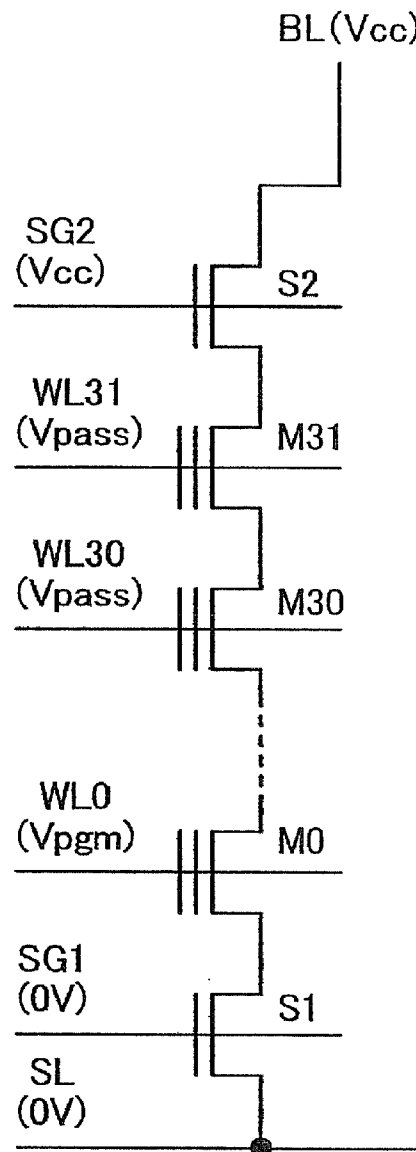 BL(Vcc)
SG2
(Vcc)
S2
WL31
(Vpass)
M31
WL30
(Vpass)
M30
WL0
(Vpgm)
M0
SG1
(0V)
S1
SL
(0V)